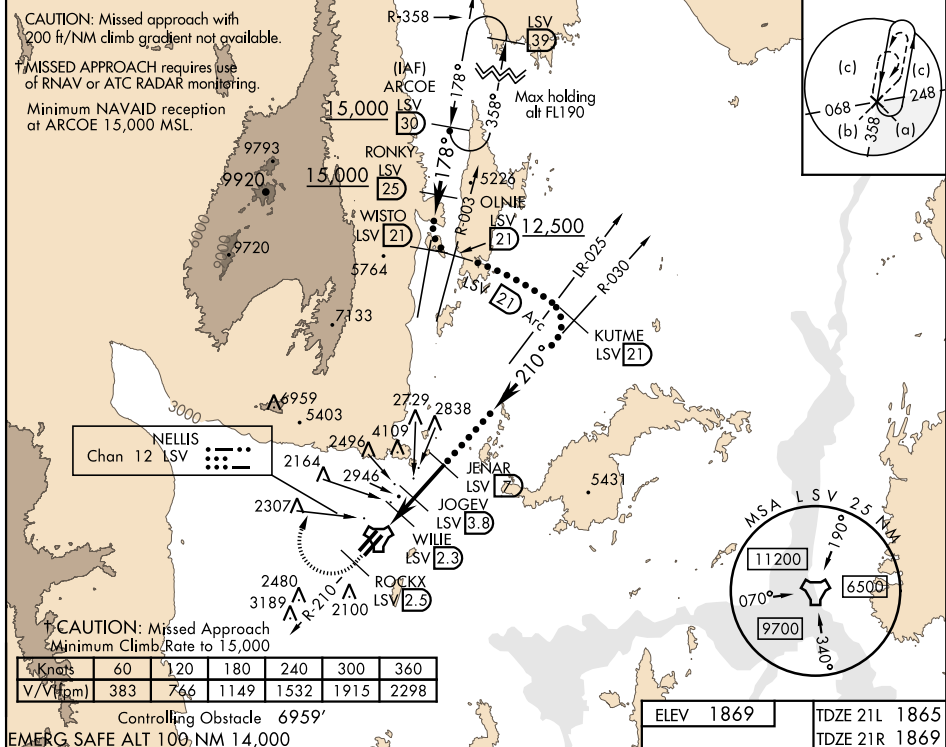 CAUTION: Missed approach with
200 ft/NM climb gradient not available.
† MISSED APPROACH requires use
of RNAV or ATC RADAR monitoring.
Minimum NAVAID reception
at ARCOE 15,000 MSL.
R-358
LSV
39
(IAF)
ARCOE
LSV
15,000
30
178°
358°
Max holding
alt FL190
RONKY
LSV
15,000
25
178°
R-003
5226
OLNIE
LSV
21
12,500
WISTO
LSV 21
5764
9793
9920
9720
6000
9000
7133
LSV 21 Arc
LR-025
R-030
KUTME
LSV 21
210°
3000
6959
5403
2729
2838
4109
2496
2946
2164
2307
NELLIS
Chan 12 LSV
JENAR
LSV 7
5431
JOGEV
LSV 3.8
WILIE
LSV 2.3
ROCKX
LSV 2.5
2480
3189
2100
R-210
(c)
(c)
068
248
(b)
358
(a)
MSA LSV 25 NM
190°
11200
6500
070°
9700
340°
† CAUTION: Missed Approach
Minimum Climb Rate to 15,000
Knots 60 120 180 240 300 360
V/V(fpm) 383 766 1149 1532 1915 2298
Controlling Obstacle 6959'
EMERG SAFE ALT 100 NM 14,000
ELEV 1869
TDZE 21L 1865
TDZE 21R 1869